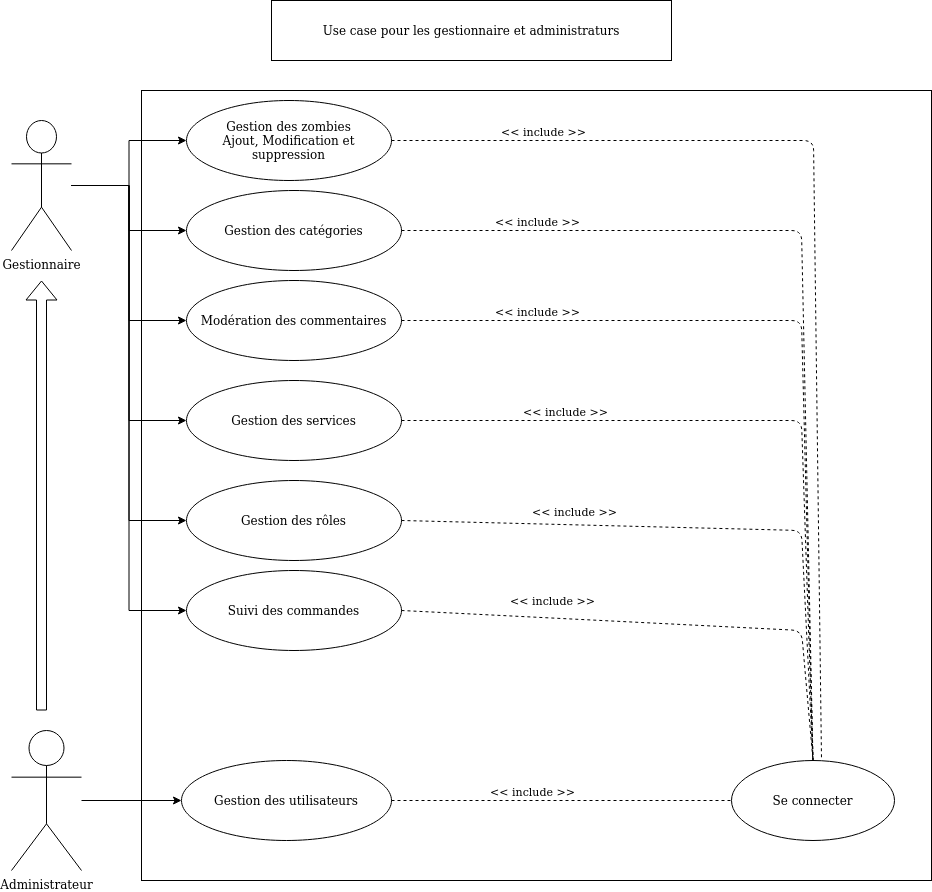 Use case pour les gestionnaire et administraturs
Gestion des zombies
Ajout, Modification et
suppression
<< include >>
Gestion des catégories
<< include >>
Gestionnaire
Modération des commentaires
<< include >>
Gestion des services
<< include >>
Gestion des rôles
<< include >>
Suivi des commandes
<< include >>
Gestion des utilisateurs
<< include >>
Se connecter
Administrateur